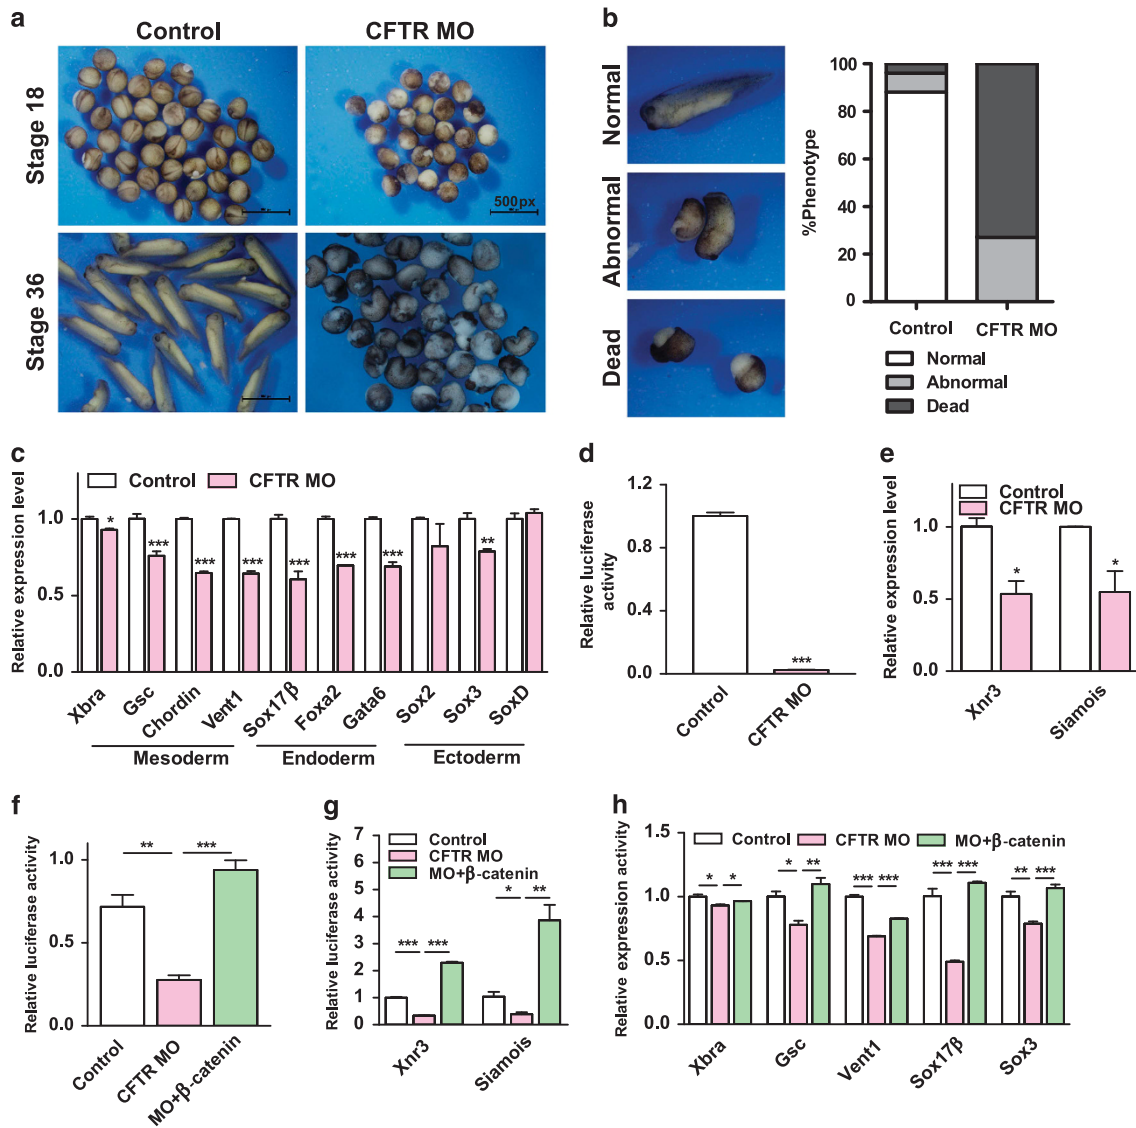 a
Control
CFTR MO
Stage 18
500px
Stage 36
b
Normal
Abnormal
Dead
%Phenotype
100
80
60
40
20
0
Control
CFTR MO
Normal
Abnormal
Dead
c
Control
CFTR MO
Relative expression level
1.0
0.5
0.0
*
***
***
***
***
***
***
**
Xbra
Gsc
Chordin
Vent1
Sox17β
Foxa2
Gata6
Sox2
Sox3
SoxD
Mesoderm
Endoderm
Ectoderm
d
Relative luciferase
activity
1.2
0.8
0.4
0.0
***
Control
CFTR MO
e
Relative expression level
Control
CFTR MO
1.0
0.5
0.0
*
*
Xnr3
Siamois
f
Relative luciferase activity
1.0
0.5
0.0
**
***
Control
CFTR MO
MO+β-catenin
g
Relative luciferase activity
7
6
5
4
3
2
1
0
Control
CFTR MO
MO+β-catenin
***
***
*
**
Xnr3
Siamois
h
Relative expression activity
1.5
1.0
0.5
0.0
Control
CFTR MO
MO+β-catenin
*
*
*
**
***
***
***
***
**
***
Xbra
Gsc
Vent1
Sox17β
Sox3